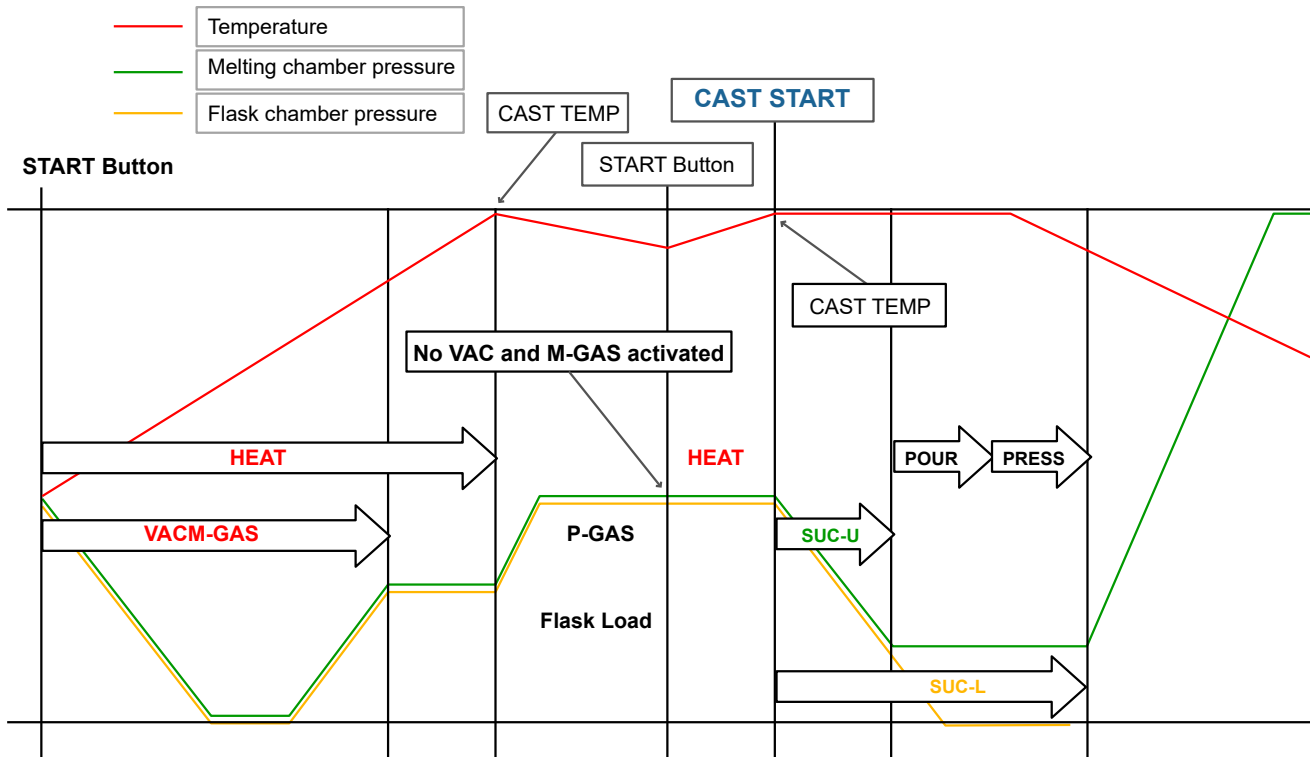 Temperature
Melting chamber pressure
Flask chamber pressure
CAST TEMP
CAST START
START Button
START Button
CAST TEMP
No VAC and M-GAS activated
HEAT
HEAT
POUR
PRESS
VACM-GAS
P-GAS
SUC-U
Flask Load
SUC-L